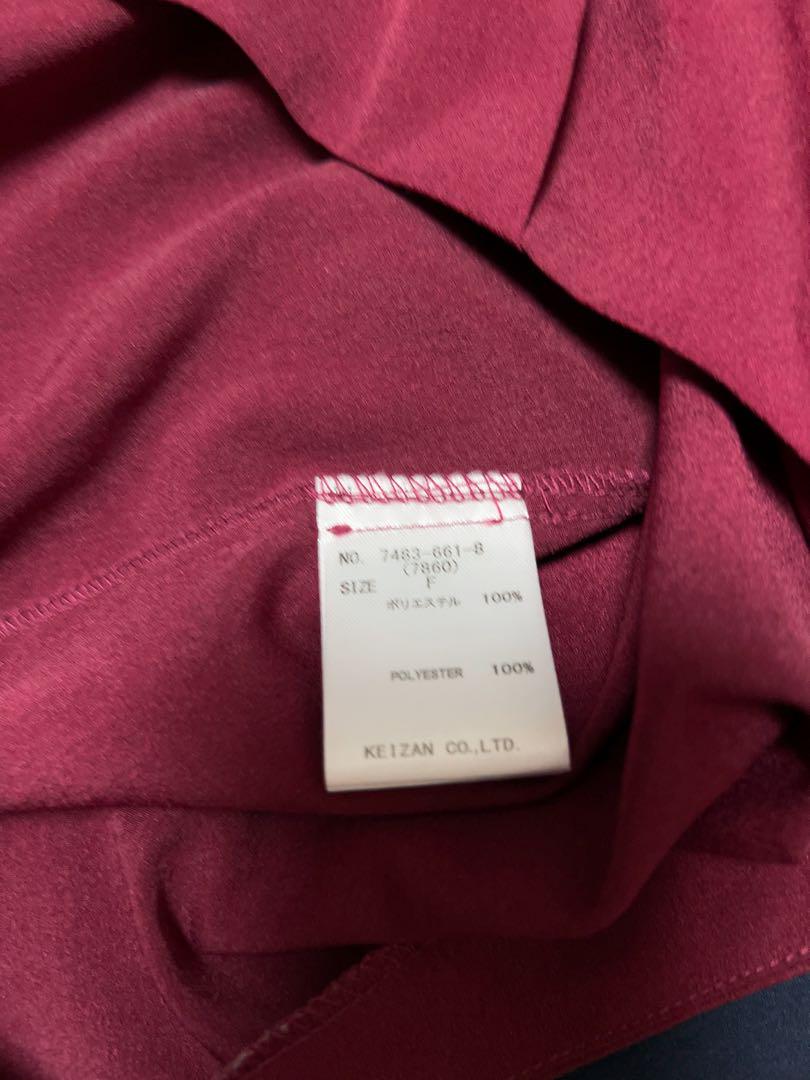 NO. 7483-661-8
(7860)
SIZE F
ポリエステル 100%
POLYESTER 100%
KEIZAN CO.,LTD.